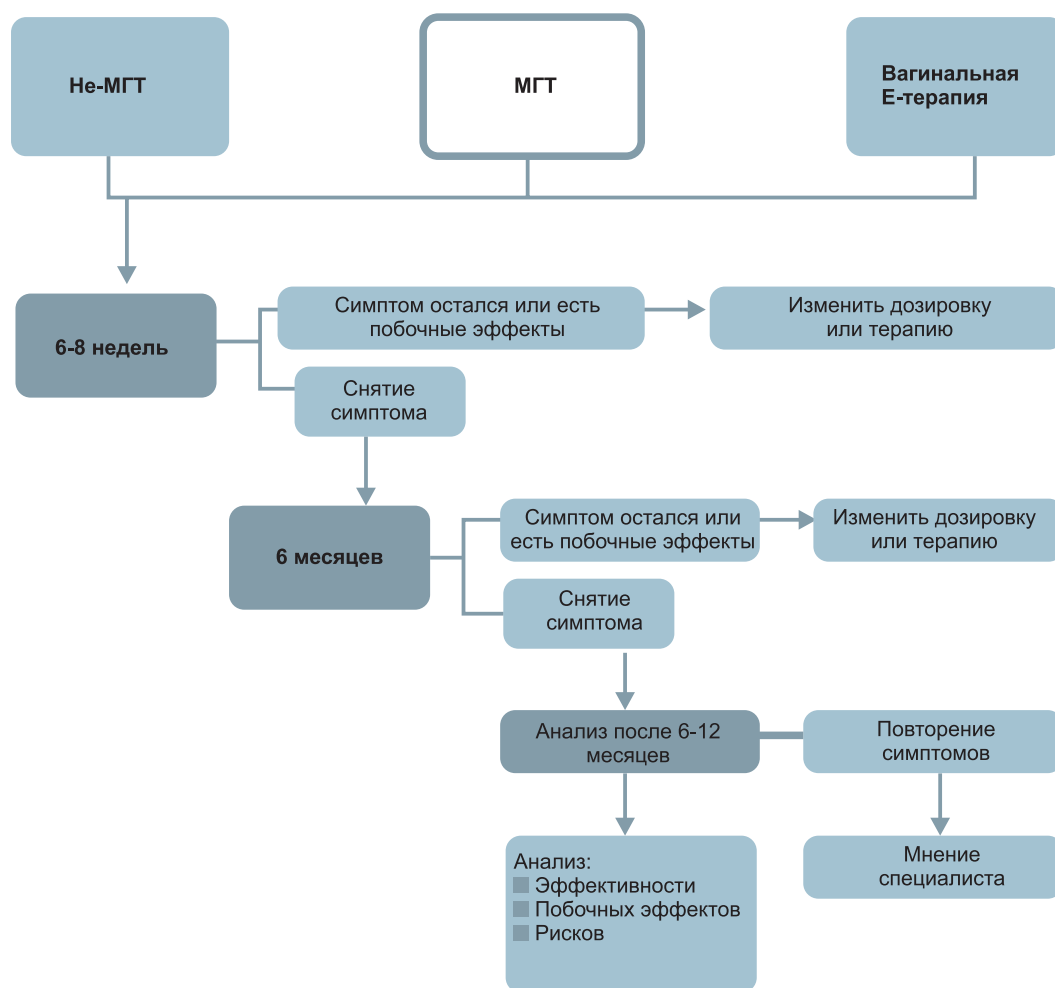 Не-МГТ
МГТ
Вагинальная
Е-терапия
6-8 недель
Симптом остался или есть
побочные эффекты
Изменить дозировку
или терапию
Снятие
симптома
6 месяцев
Симптом остался или
есть побочные эффекты
Изменить дозировку
или терапию
Снятие
симптома
Анализ после 6-12
месяцев
Повторение
симптомов
Анализ:
Эффективности
Побочных эффектов
Рисков
Мнение
специалиста